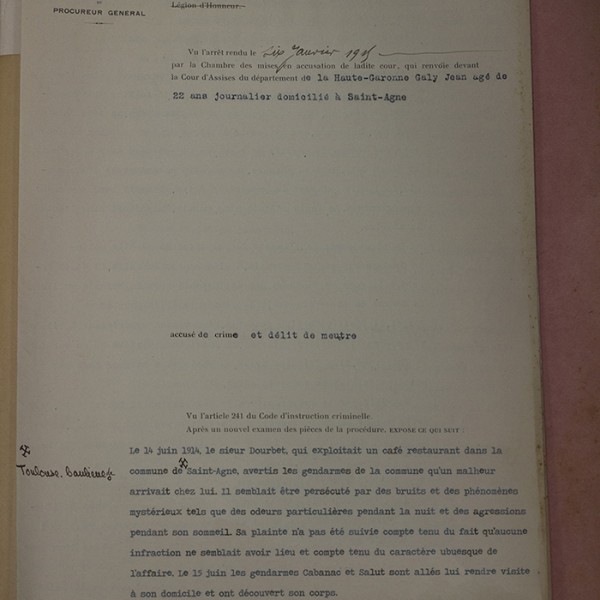 PROCUREUR GENERAL
Légion d'Honneur.
Vu l'arrêt rendu le six Janvier 1915
par la Chambre des mises en accusation de ladite cour, qui renvoie devant
la Cour d'Assises du département de la Haute-Garonne Galy Jean agé de
22 ans journalier domicilié à Saint-Agne
accusé de crime et délit de meutre
Vu l'article 241 du Code d'instruction criminelle.
Après un nouvel examen des pièces de la procédure. EXPOSE CE QUI SUIT :
Le 14 juin 1914, le sieur Dourbet, qui exploitait un café restaurant dans la
Toulouse, banlieue
commune de Saint-Agne, avertis les gendarmes de la commune qu'un malheur
arrivait chez lui. Il semblait être persécuté par des bruits et des phénomènes
mystérieux tels que des odeurs particulières pendant la nuit et des agressions
pendant son sommeil. Sa plainte n'a pas été suivie compte tenu du fait qu'aucune
infraction ne semblait avoir lieu et compte tenu du caractère ubuesque de
l'affaire. Le 15 juin les gendarmes Cabanac et Salut sont allés lui rendre visite
à son domicile et ont découvert son corps.